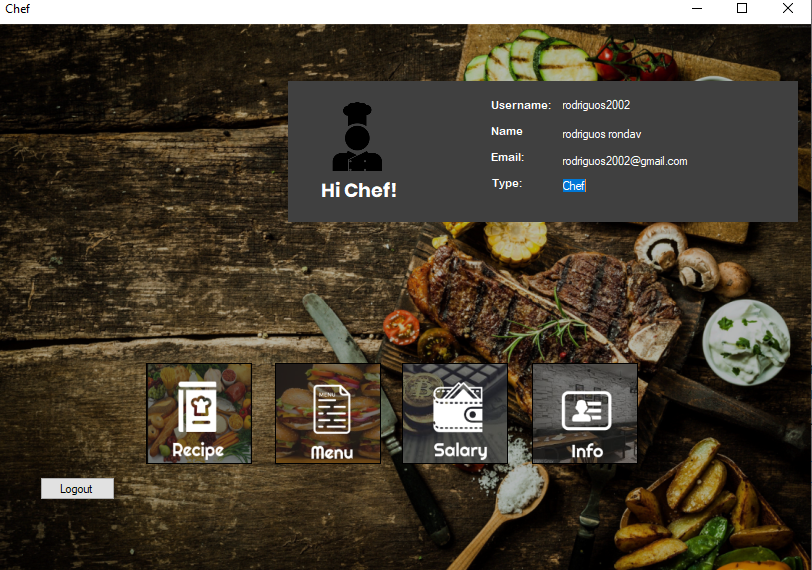 Chef
Username: rodriguos2002
Name rodriguos rondav
Email: rodriguos2002@gmail.com
Type: Chef
Hi Chef!
MENU
Recipe
Menu
Salary
Info
Logout